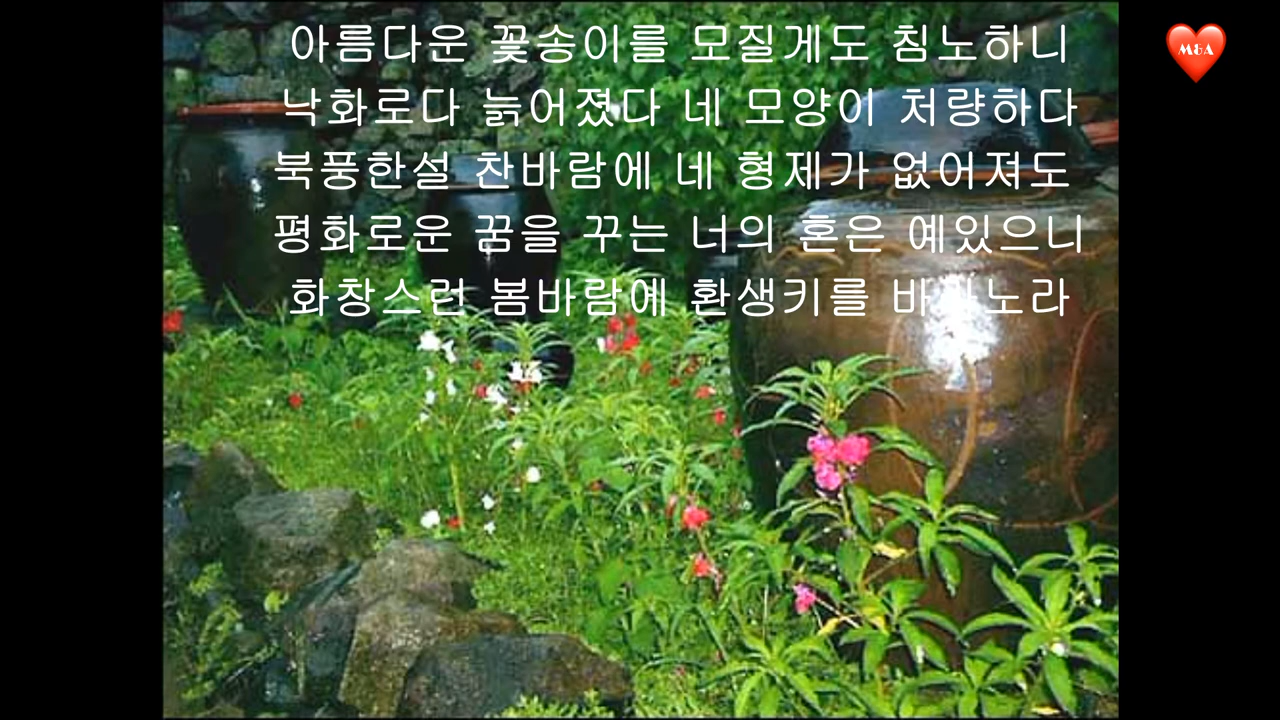 아름다운 꽃송이를 모질게도 침노하니
낙화로다 늙어졌다 네 모양이 처량하다
북풍한설 찬바람에 네 형제가 없어져도
평화로운 꿈을 꾸는 너의 혼은 예있으니
화창스런 봄바람에 환생키를 바라노라
M&A